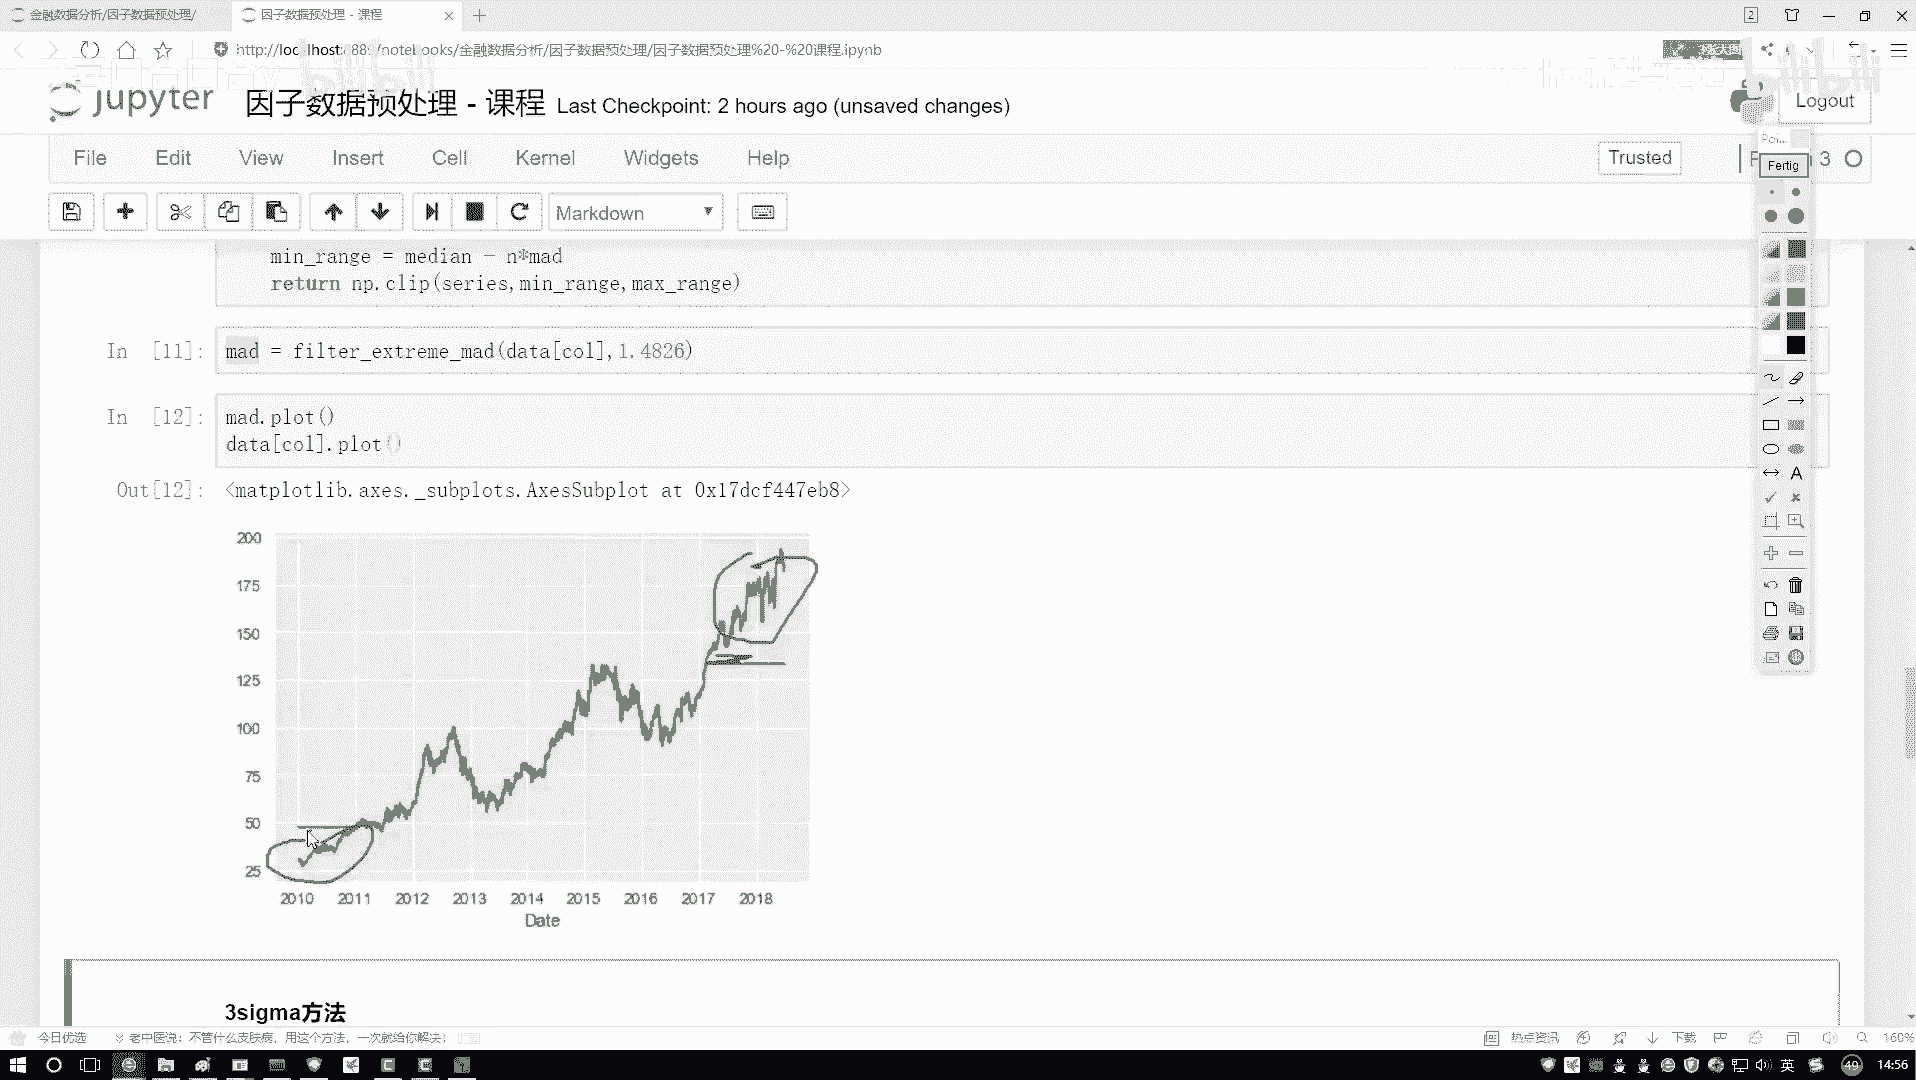 金融数据分析/因子数据预处理/
因子数据预处理 - 课程
2
http://localhost:8889/notebooks/金融数据分析/因子数据预处理/因子数据预处理%20-%20课程.ipynb
bilibili
bilibili
jupyter
因子数据预处理 - 课程 Last Checkpoint: 2 hours ago (unsaved changes)
Logout
File Edit View Insert Cell Kernel Widgets Help
Trusted
3
Fertig
Markdown
min_range = median - n*mad
return np.clip(series,min_range,max_range)
In [11]:
mad = filter_extreme_mad(data[col],1.4826)
In [12]:
mad.plot()
data[col].plot()
Out[12]:
<matplotlib.axes._subplots.AxesSubplot at 0x17dcf447eb8>
200
175
150
125
100
75
50
25
2010 2011 2012 2013 2014 2015 2016 2017 2018
Date
A
3sigma方法
今日优选
老中医说：不管什么皮肤病，用这个方法，一次就给你解决！
热点资讯
下载
160%
英
49
14:56